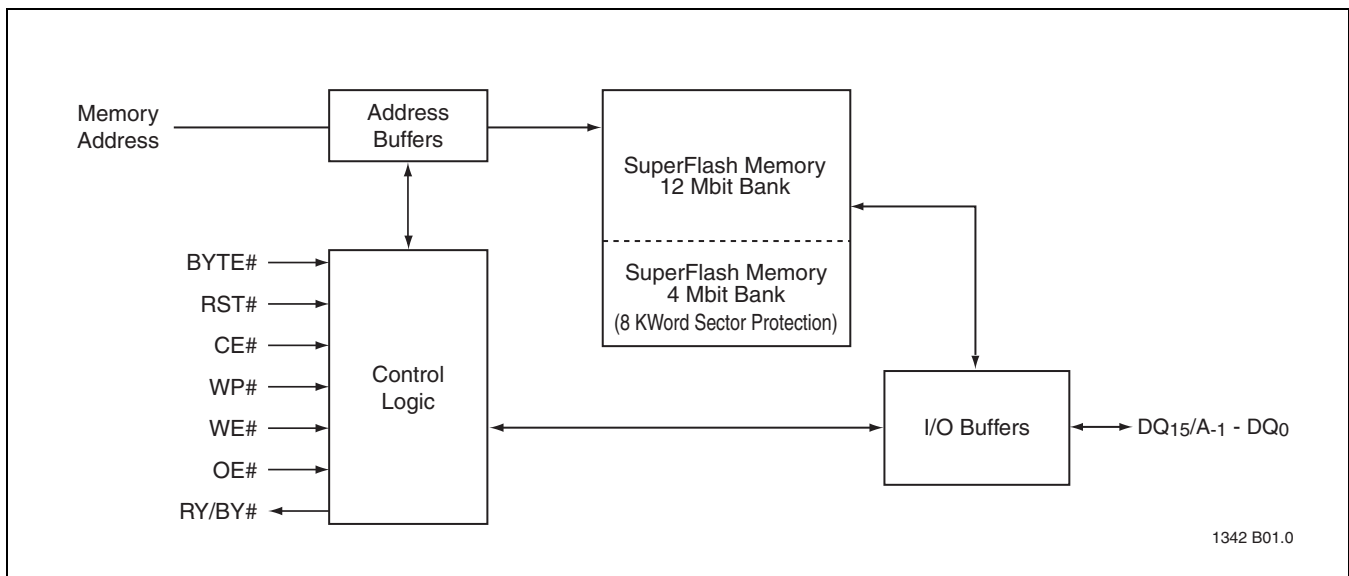 Memory
Address
Address
Buffers
SuperFlash Memory
12 Mbit Bank
SuperFlash Memory
4 Mbit Bank
(8 KWord Sector Protection)
BYTE#
RST#
CE#
WP#
WE#
OE#
RY/BY#
Control
Logic
I/O Buffers
DQ15/A-1 - DQ0
1342 B01.0